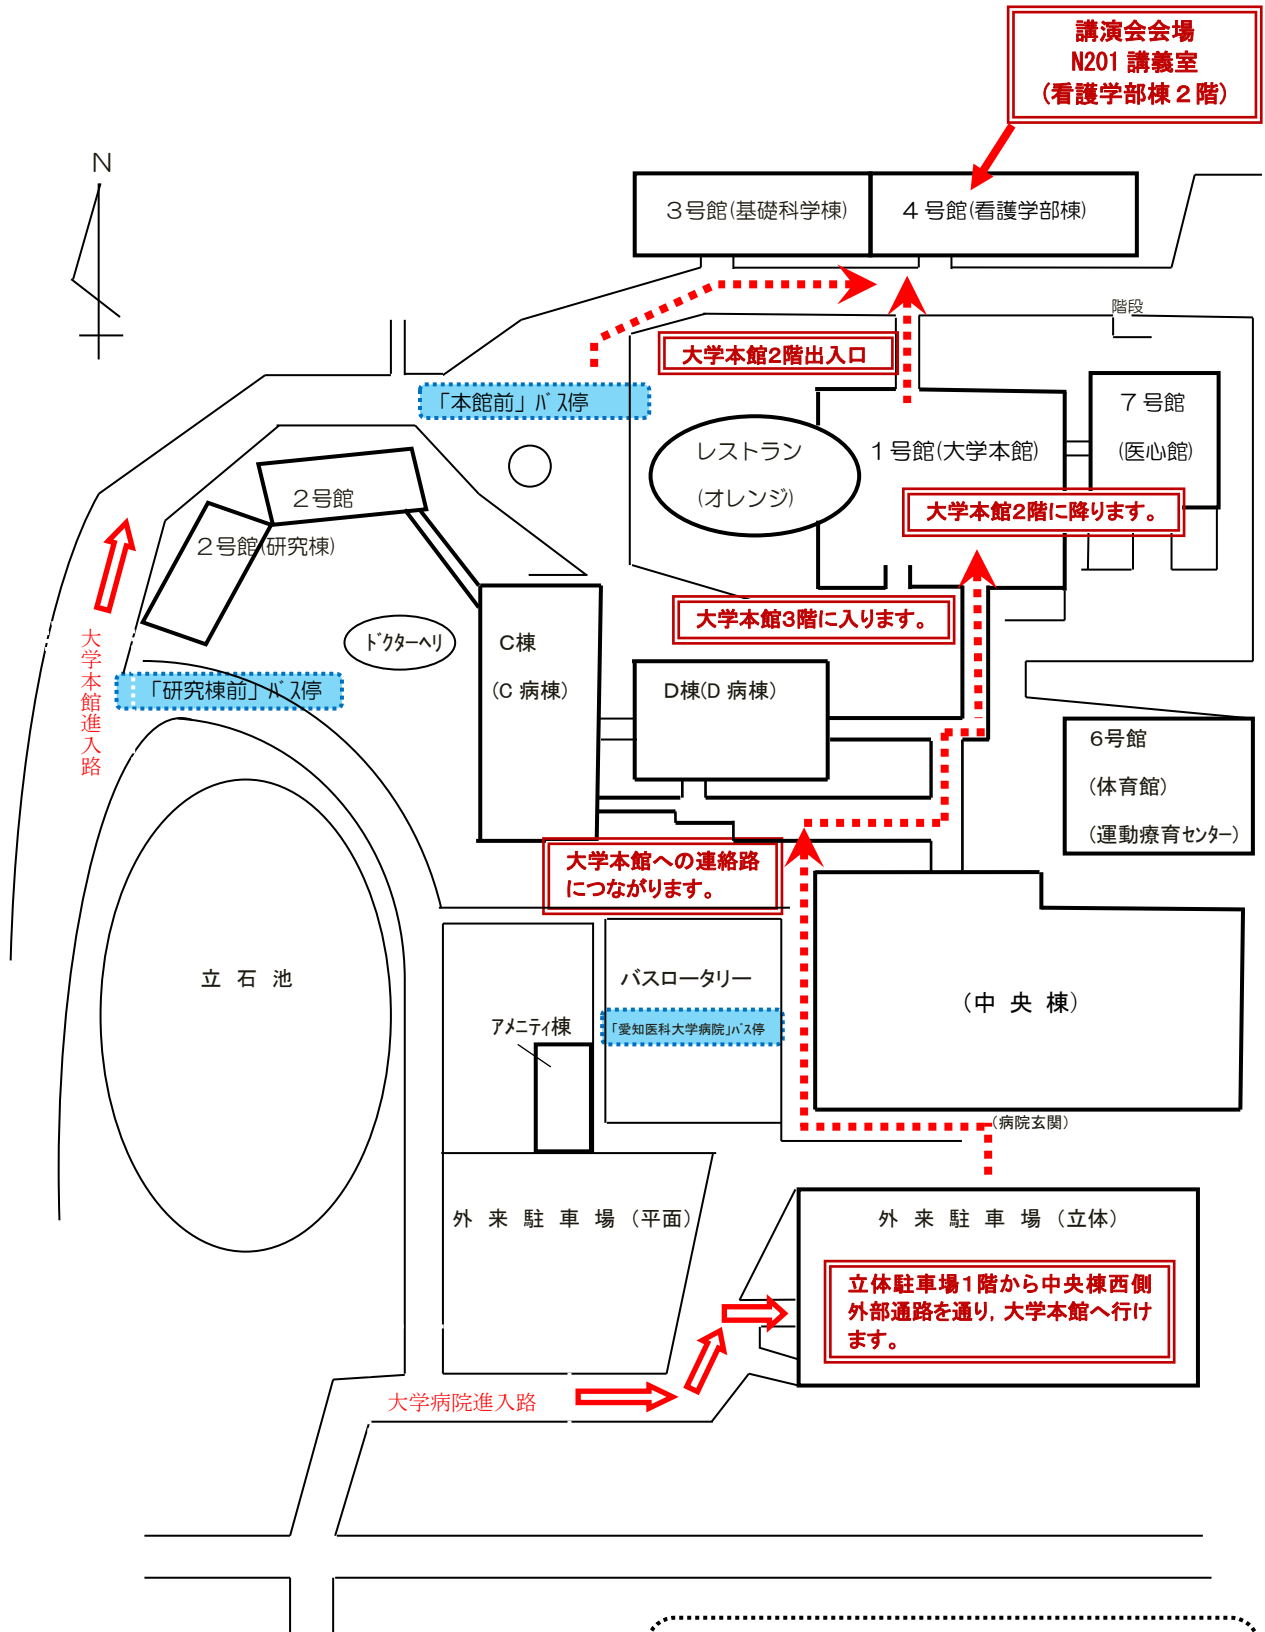 講演会会場
N201 講義室
(看護学部棟２階)
N
３号館(基礎科学棟)
４号館(看護学部棟)
階段
大学本館2階出入口
「本館前」バス停
７号館
(医心館)
レストラン
(オレンジ)
１号館(大学本館)
２号館
大学本館2階に降ります。
２号館(研究棟)
大学本館3階に入ります。
大学本館進入路
ドクターヘリ
C棟
(C 病棟)
「研究棟前」バス停
D棟(D 病棟)
6号館
(体育館)
(運動療育センター)
大学本館への連絡路
につながります。
立 石 池
バスロータリー
アメニティ棟
「愛知医科大学病院」バス停
(中 央 棟)
(病院玄関)
外 来 駐 車 場 (平面)
外 来 駐 車 場 (立体)
立体駐車場1階から中央棟西側
外部通路を通り, 大学本館へ行け
ます。
大学病院進入路